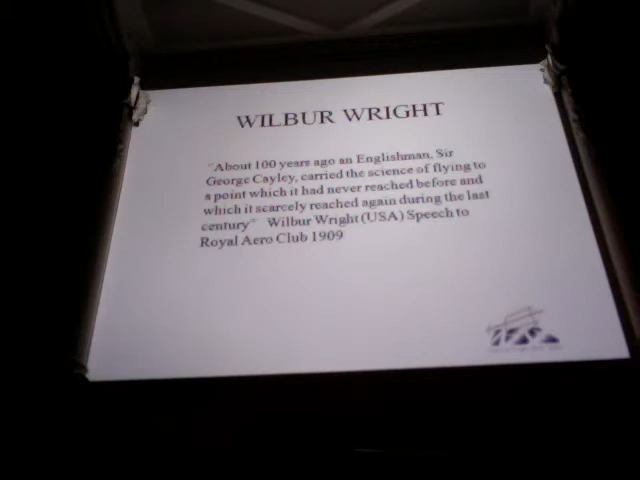 WILBUR WRIGHT
"About 100 years ago an Englishman, Sir
George Cayley, carried the science of flying to
a point which it had never reached before and
which it scarcely reached again during the last
century" Wilbur Wright (USA) Speech to
Royal Aero Club 1909